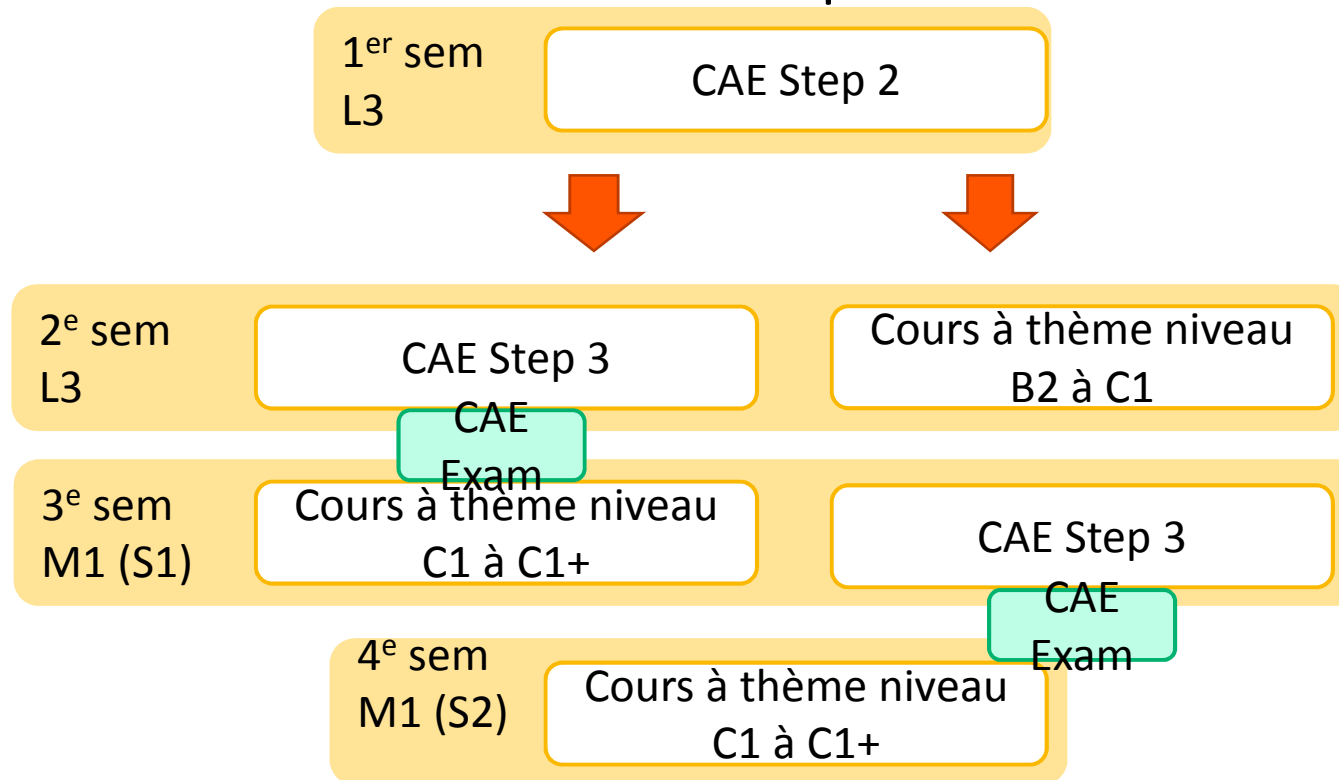 1er sem
L3
CAE Step 2
2e sem
L3
CAE Step 3
Cours à thème niveau
B2 à C1
CAE
Exam
3e sem
M1 (S1)
Cours à thème niveau
C1 à C1+
CAE Step 3
CAE
Exam
4e sem
M1 (S2)
Cours à thème niveau
C1 à C1+